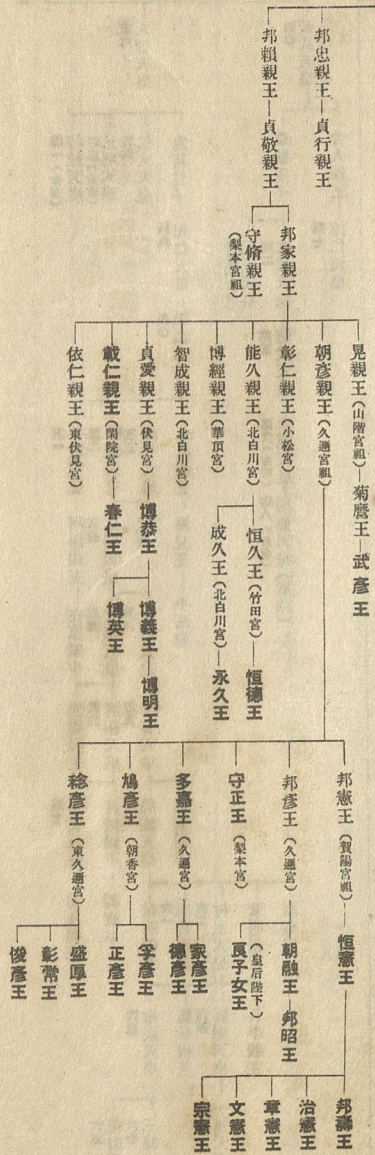 邦忠親王―貞行親王
邦頼親王―貞敬親王
邦家親王
守脩親王(梨本宮祖)
晃親王(山階宮祖)―菊麿王―武彦王
朝彦親王(久邇宮祖)
彰仁親王(小松宮)
能久親王(北白川宮)
博經親王(華頂宮)
智成親王(北白川宮)
貞愛親王(伏見宮)―博恭王
載仁親王(閑院宮)―春仁王
依仁親王(東伏見宮)
恒久王(竹田宮)―恒德王
成久王(北白川宮)―永久王
博義王―博明王
博英王
邦憲王(賀陽宮祖)―恒憲王
邦彦王(久邇宮)
守正王(梨本宮)
多嘉王(久邇宮)
鳩彦王(朝香宮)
稔彦王(東久邇宮)
朝融王―邦昭王
(皇后陛下)
良子女王
家彦王
德彦王
孚彦王
正彦王
盛厚王
彰常王
俊彦王
邦壽王
治憲王
章憲王
文憲王
宗憲王